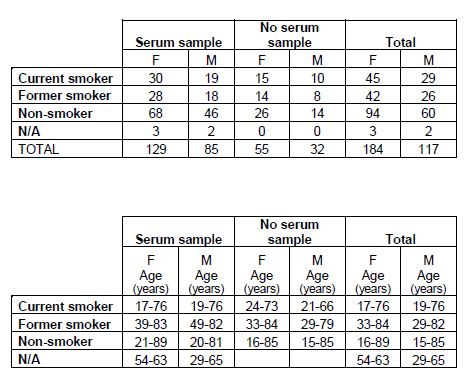 No serum
Serum sample sample Total
F M F M F M
Current smoker 30 19 15 10 45 29
Former smoker 28 18 14 8 42 26
Non-smoker 68 46 26 14 94 60
N/A 3 2 0 0 3 2
TOTAL 129 85 55 32 184 117
No serum
Serum sample sample Total
F M F M F M
Age Age Age Age Age Age
(years) (years) (years) (years) (years) (years)
Current smoker 17-76 19-76 24-73 21-66 17-76 19-76
Former smoker 39-83 49-82 33-84 29-79 33-84 29-82
Non-smoker 21-89 20-81 16-85 15-85 16-89 15-85
N/A 54-63 29-65 54-63 29-65